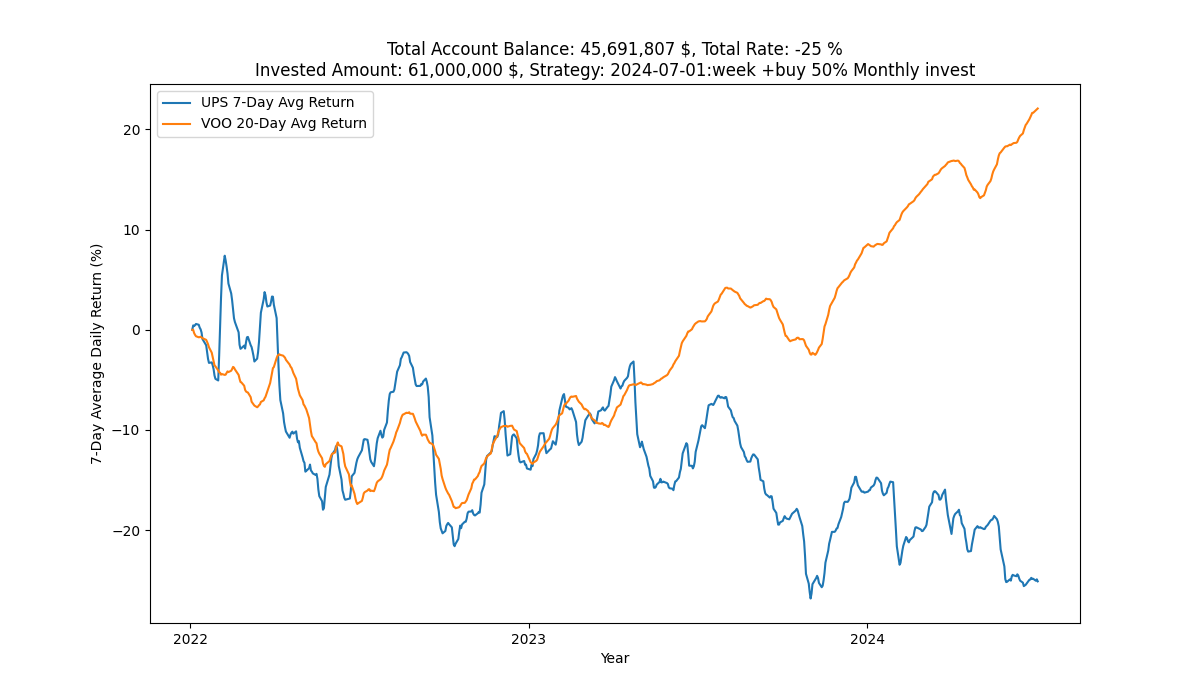 Total Account Balance: 45,691,807 $, Total Rate: -25 %
Invested Amount: 61,000,000 $, Strategy: 2024-07-01:week +buy 50% Monthly invest
UPS 7-Day Avg Return
VOO 20-Day Avg Return
7-Day Average Daily Return (%)
20
10
0
−10
−20
2022
2023
2024
Year